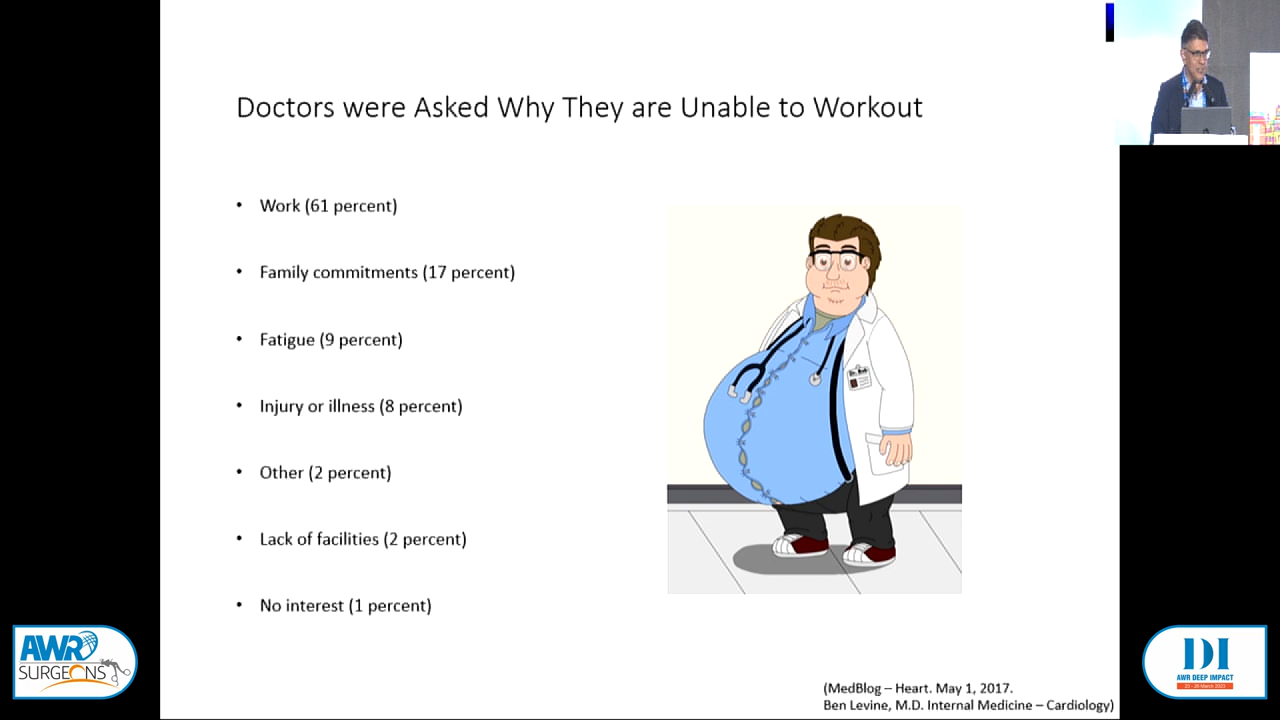 Doctors were Asked Why They are Unable to Workout
• Work (61 percent)
• Family commitments (17 percent)
• Fatigue (9 percent)
• Injury or illness (8 percent)
• Other (2 percent)
• Lack of facilities (2 percent)
• No interest (1 percent)
(MedBlog – Heart. May 1, 2017.
Ben Levine, M.D. Internal Medicine – Cardiology)
AWR
SURGEONS
DI
AWR DEEP IMPACT